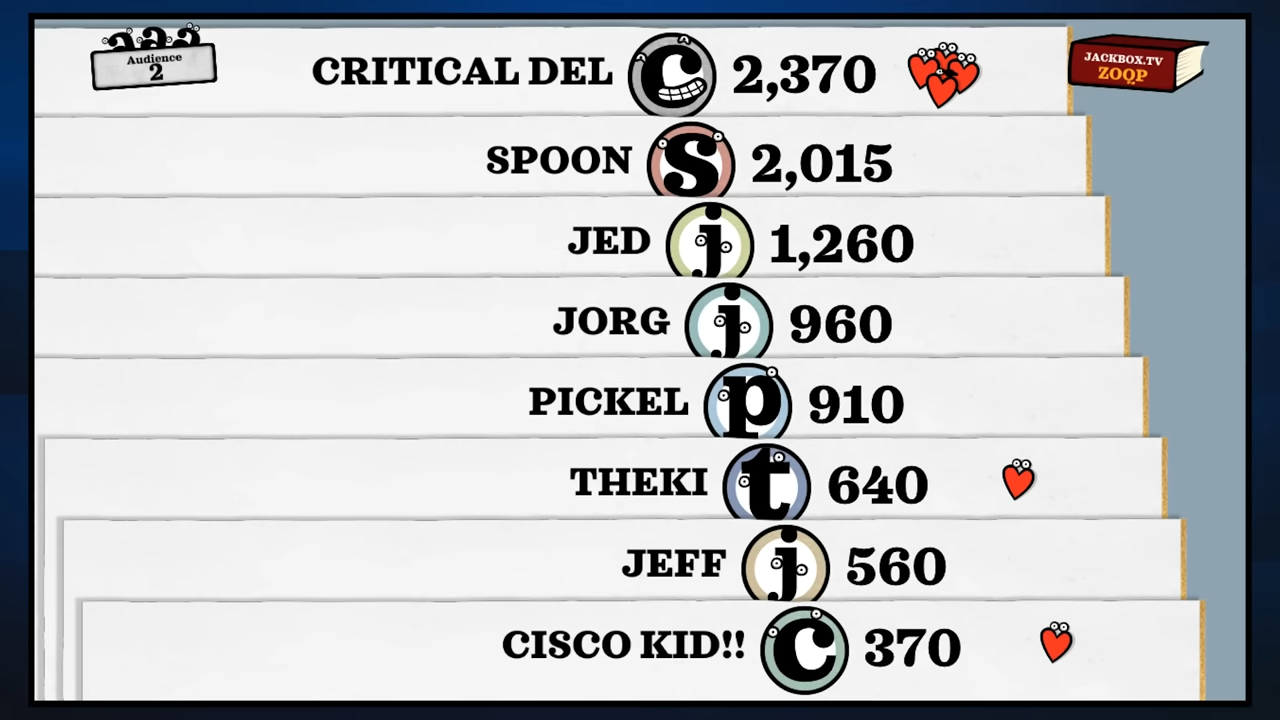 Audience
2
CRITICAL DEL C 2,370
JACKBOX.TV
ZOOP
SPOON S 2,015
JED j 1,260
JORG j 960
PICKEL p 910
THEKI t 640
JEFF j 560
CISCO KID!! C 370